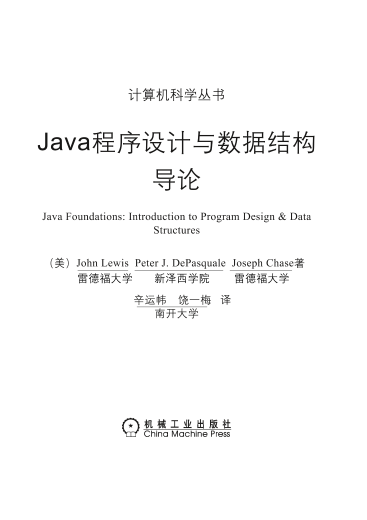 计算机科学丛书
Java程序设计与数据结构
导论
Java Foundations: Introduction to Program Design & Data
Structures
（美）John Lewis Peter J. DePasquale Joseph Chase著
雷德福大学 新泽西学院 雷德福大学
辛运帏 饶一梅 译
南开大学
机械工业出版社
China Machine Press